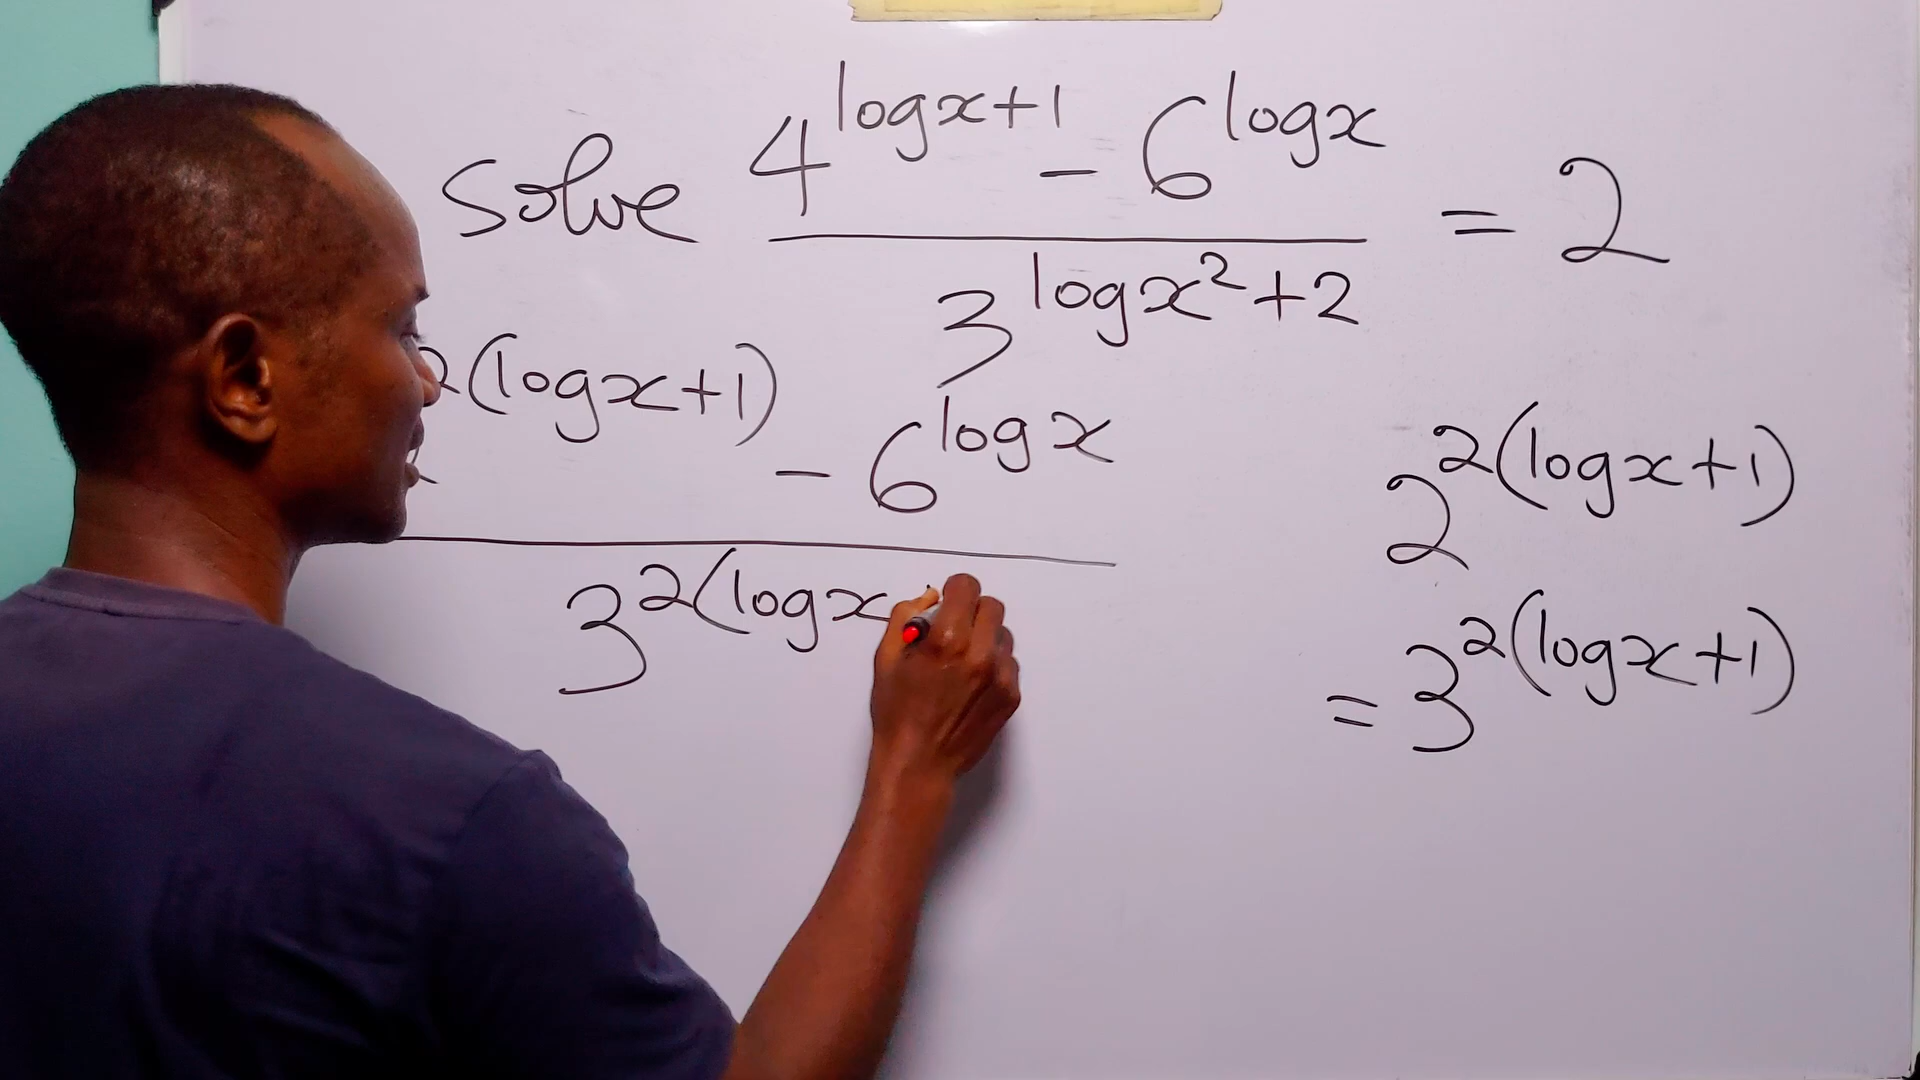 Solve 4^(log x+1) - 6^(log x) / 3^(log x²+2) = 2
2(log x+1) - 6^(log x) / 3^(2(log x
2^(2(log x+1))
= 3^(2(log x+1))